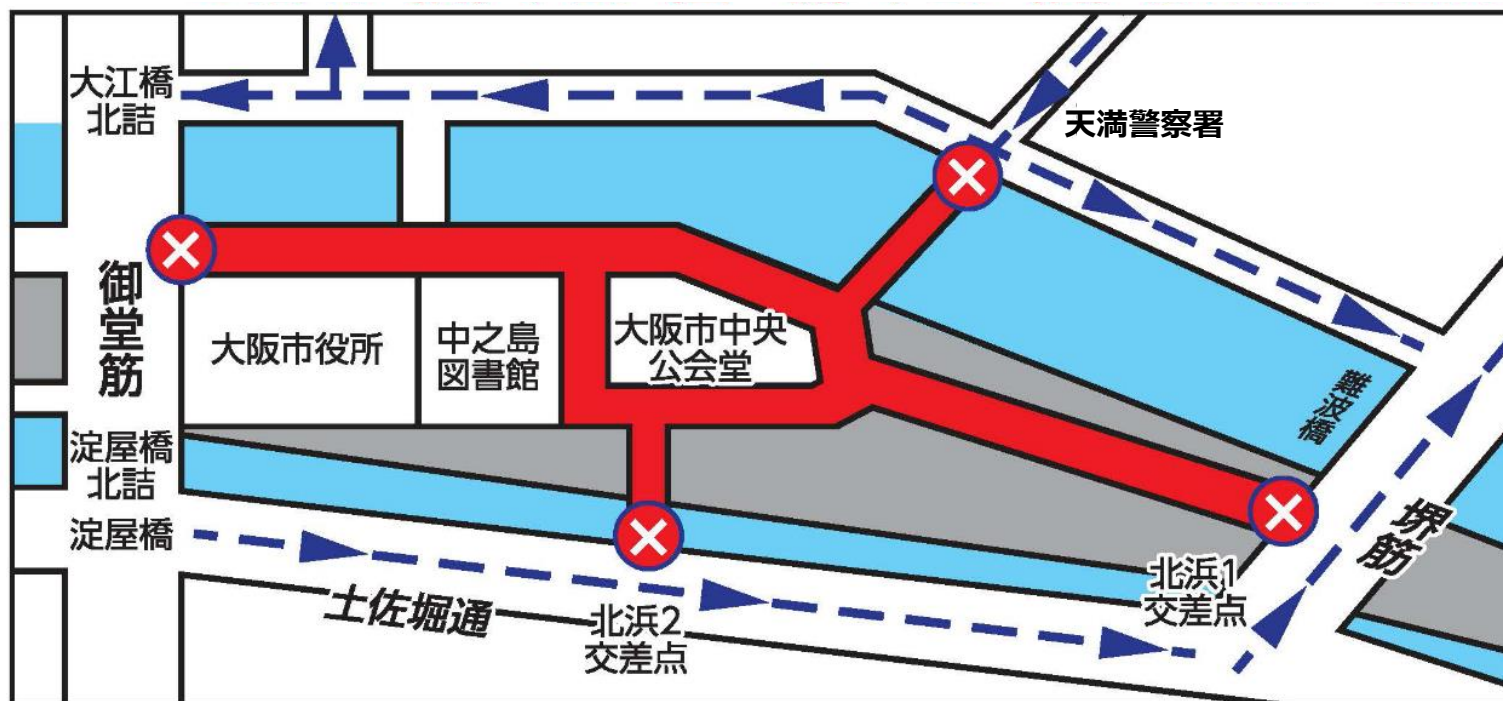 大江橋
北詰
天満警察署
御堂筋
大阪市役所
中之島
図書館
大阪市中央
公会堂
難波橋
淀屋橋
北詰
淀屋橋
堺筋
北浜1
交差点
土佐堀通
北浜2
交差点